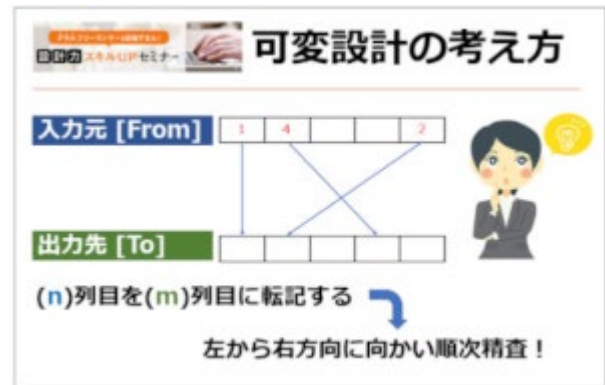 設計力スキルUPセミナー
可変設計の考え方
入力元 [From]
1 4 2
出力先 [To]
(n)列目を(m)列目に転記する
左から右方向に向かい順次精査！